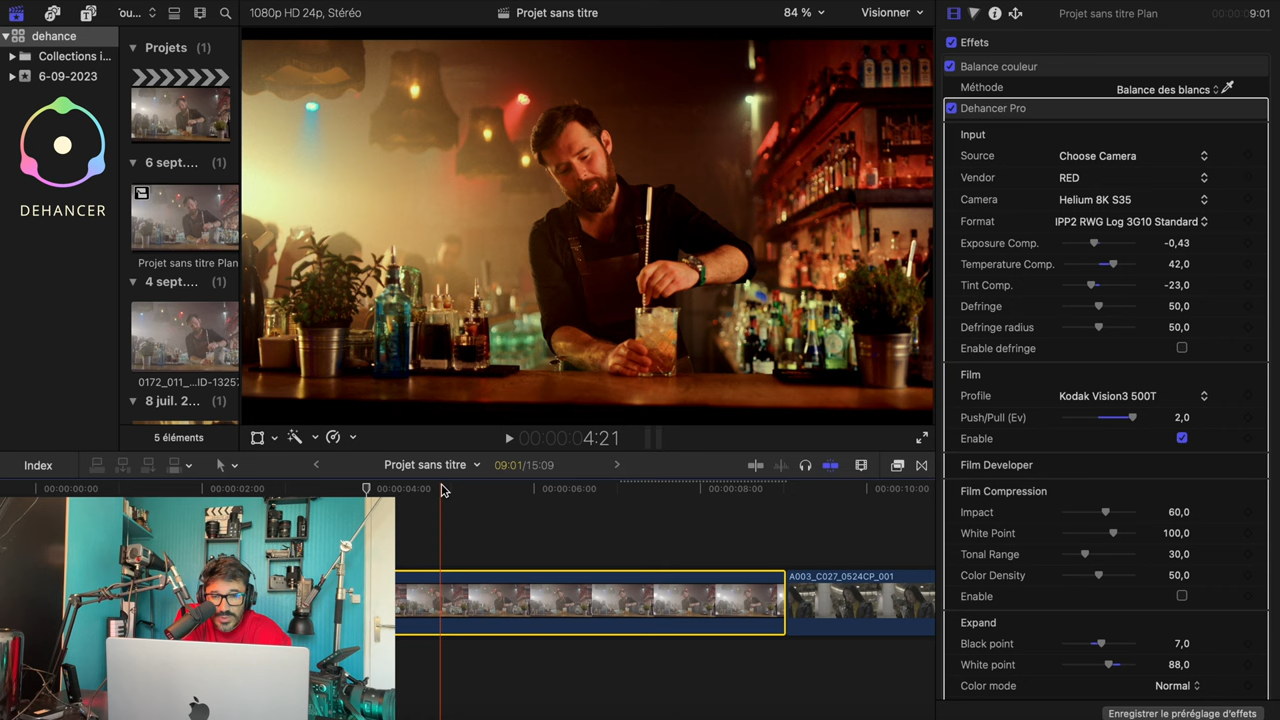 ou...
1080p HD 24p, Stéréo
Projet sans titre
84 %
Visionner
Projet sans titre Plan
00:00:09:01
dehance
Collections i...
6-09-2023
DEHANCER
Projets (1)
6 sept.... (1)
Projet sans titre Plan
4 sept.... (1)
0172_011_...ID-1325
8 juil. 2... (1)
5 éléments
00:00:04:21
Effets
Balance couleur
Méthode Balance des blancs
Dehancer Pro
Input
Source Choose Camera
Vendor RED
Camera Helium 8K S35
Format IPP2 RWG Log 3G10 Standard
Exposure Comp. -0,43
Temperature Comp. 42,0
Tint Comp. -23,0
Defringe 50,0
Defringe radius 50,0
Enable defringe
Film
Profile Kodak Vision3 500T
Push/Pull (Ev) 2,0
Enable
Film Developer
Film Compression
Impact 60,0
White Point 100,0
Tonal Range 30,0
Color Density 50,0
Enable
Expand
Black point 7,0
White point 88,0
Color mode Normal
Enregistrer le préréglage d'effets
Index
Projet sans titre
09:01/15:09
00:00:00:00
00:00:02:00
00:00:04:00
00:00:06:00
00:00:08:00
00:00:10:00
A003_C027_0524CP_001